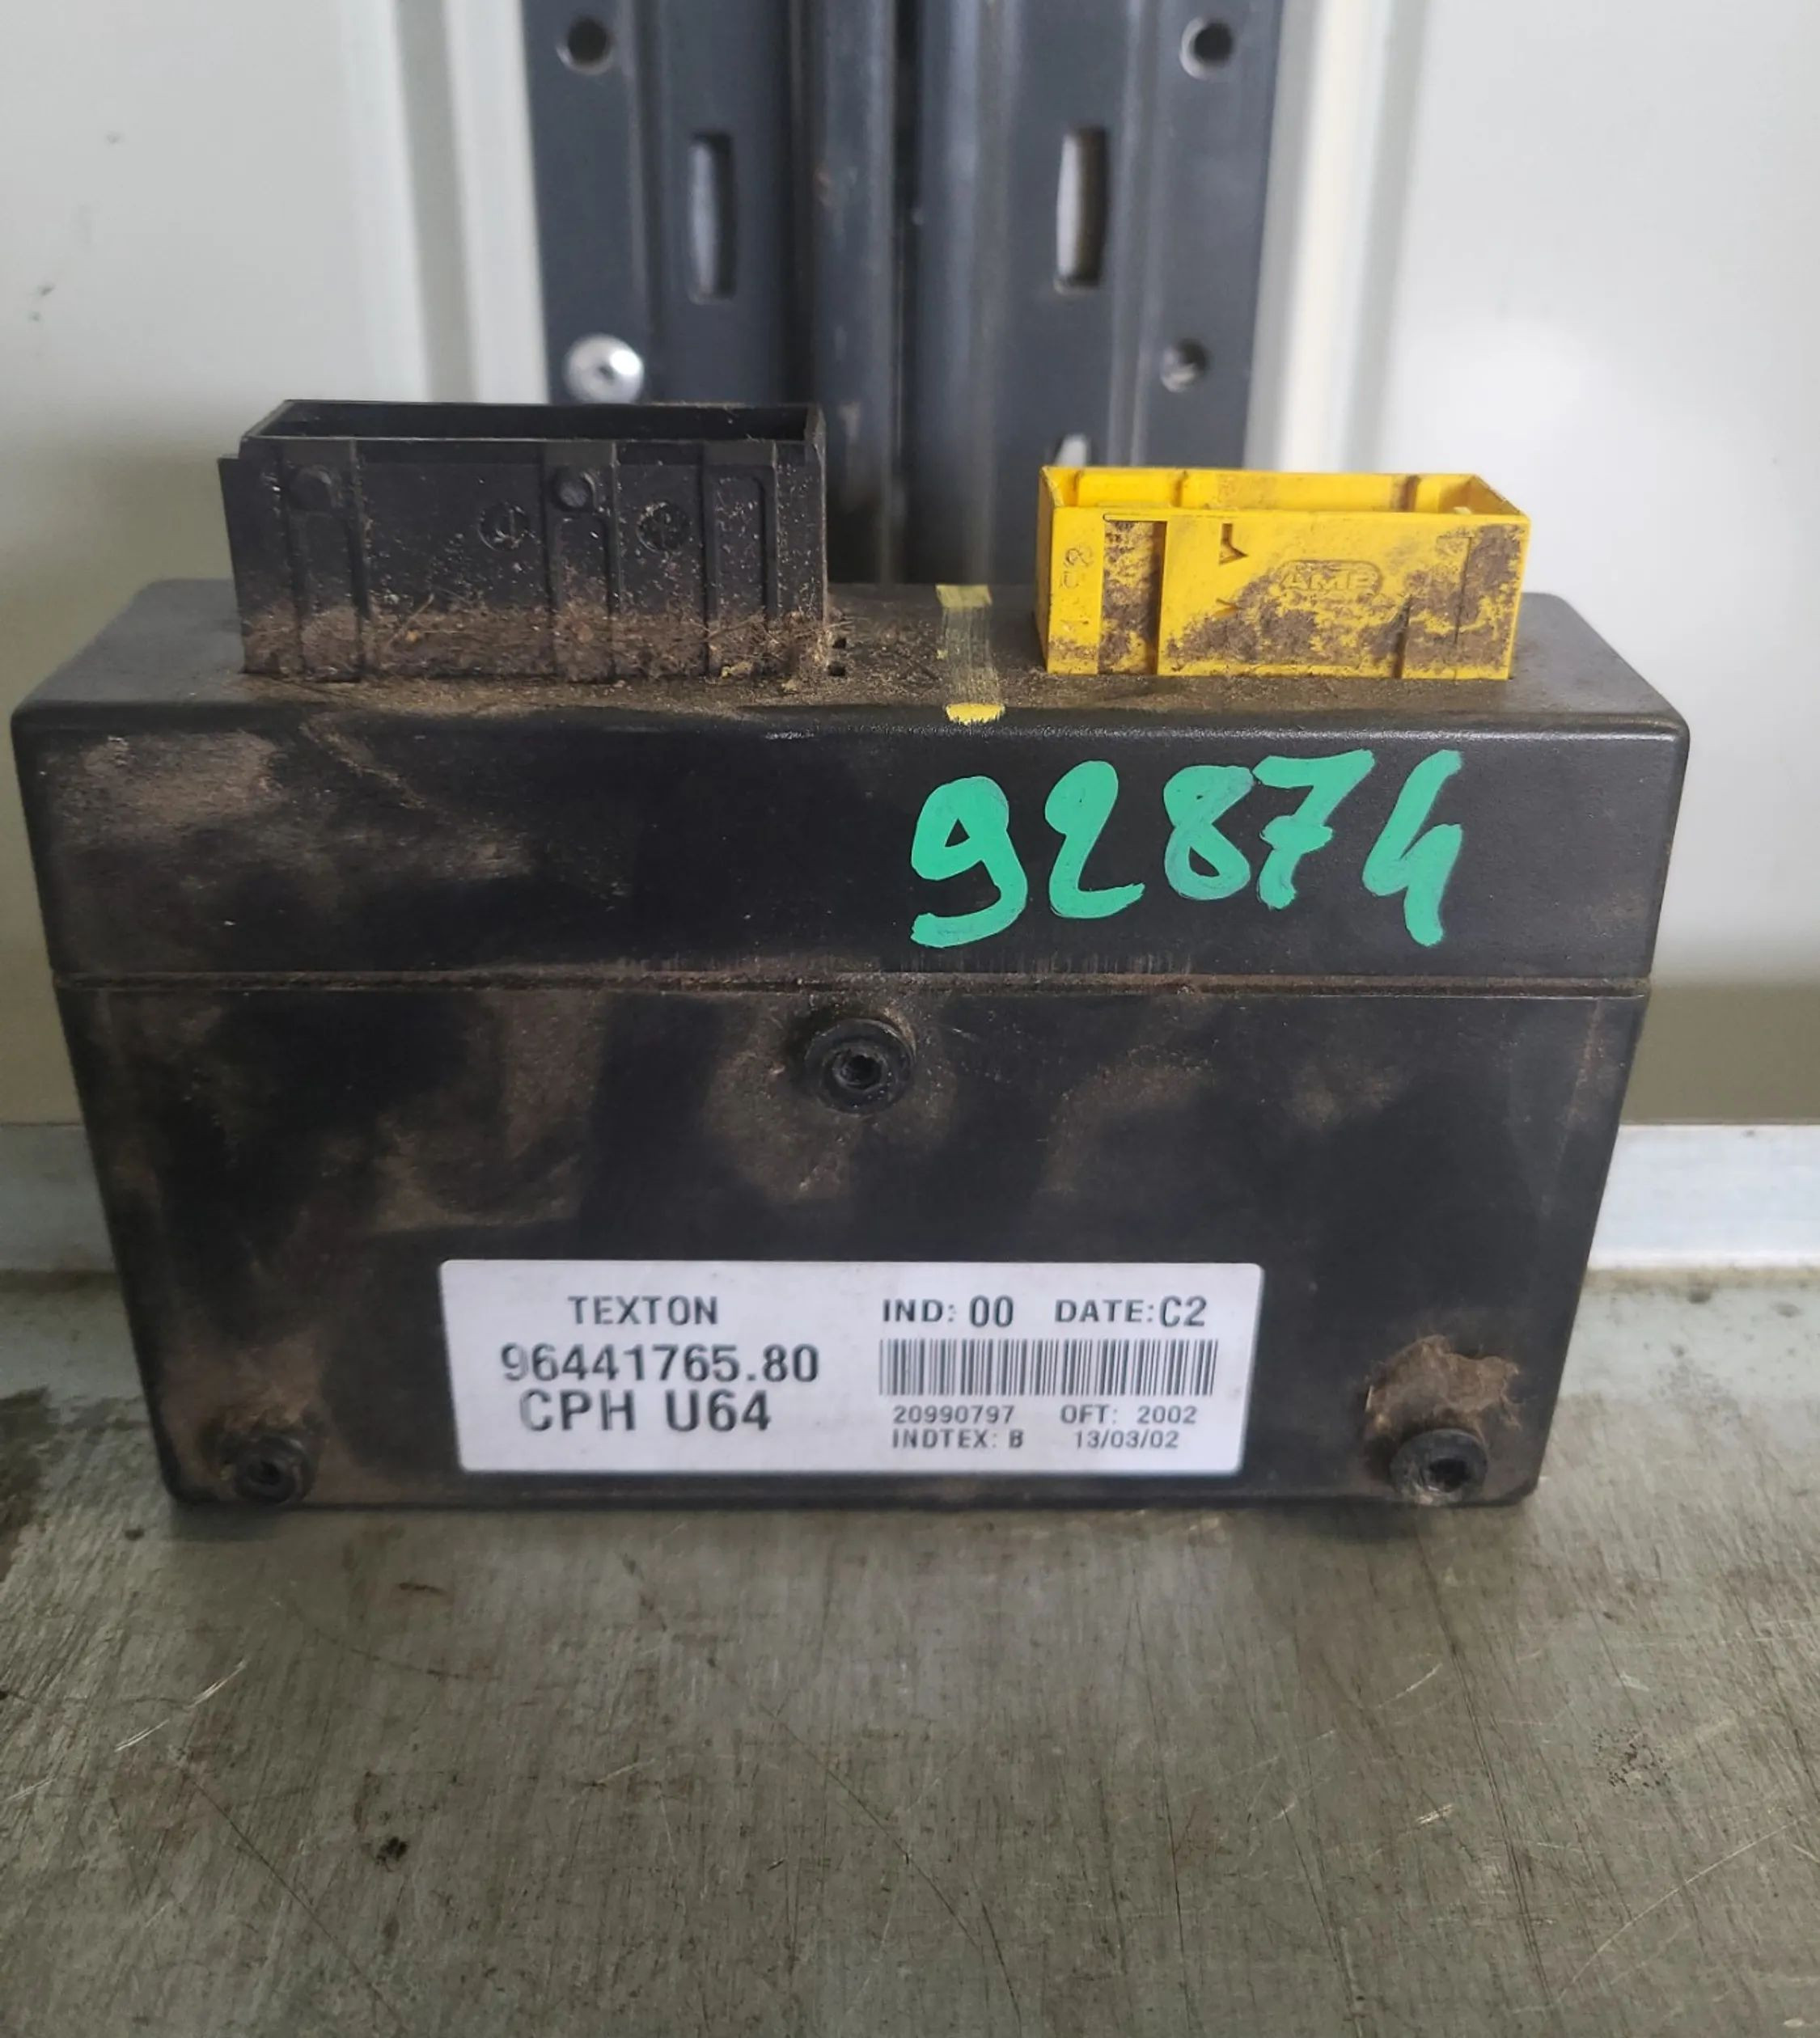 AMP
92874
TEXTON
96441765.80
CPH U64
IND: 00 DATE:C2
20990797 OFT: 2002
INDTEX: B 13/03/02